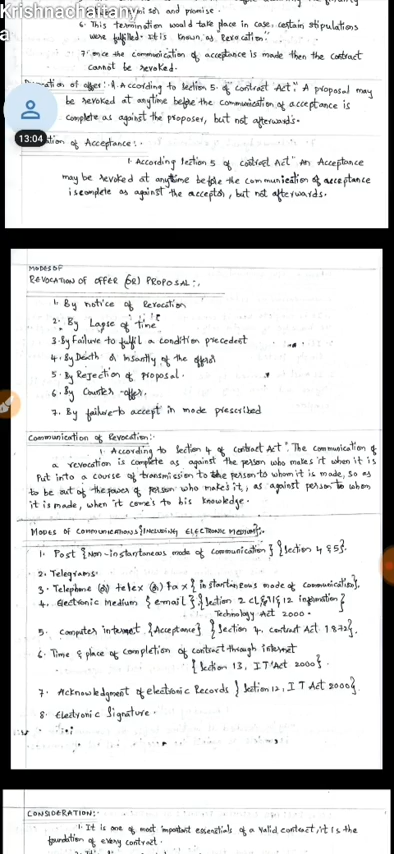 Krishnachaitany
a
iser and promise.
6. This termination would take place in case, certain stipulations
were fulfilled. It is known as "Revocation"
7. once the communication of acceptance is made then the contract
cannot be revoked.
ation of offer: 1. According to section 5 of "contract Act" A proposal may
be revoked at anytime before the communication of acceptance is
complete as against the proposer, but not afterwards.
13:04
tion of Acceptance:
1. According section 5 of contract Act" An Acceptance
may be revoked at anytime before the communication of acceptance
is complete as against the acceptor, but not afterwards.
MODES OF
REVOCATION OF OFFER (OR) PROPOSAL:
1. By notice of Revocation
2. By Lapse of time
3. By Failure to fulfil a condition precedent
4. By Death & Insanity of the offeror
5. By Rejection of proposal.
6. By Counter-offer.
7. By failure to accept in mode prescribed
Communication of Revocation:
1. According to Section 4 of contract Act". The communication of
a revocation is complete as against the person who makes it when it is
Put into a course of transmission to the person to whom it is made, so as
to be out of the power of person who makes it, as against person to whom
it is made, when it comes to his knowledge.
MODES OF COMMUNICATIONS {INCLUDING ELECTRONIC MEDIUM}:
1. Post {Non-instantaneous mode of communication} {section 4 & 5}.
2. Telegrams
3. Telephone (or) telex (or) Fax {instantaneous mode of communication}.
4. Electronic Medium {email} {section 2 12 information}
Technology Act 2000.
5. computer internet {Acceptance} {section 4, contract Act 1872}.
6. Time & place of completion of contract through internet
{section 13, IT Act 2000}.
7. Acknowledgment of electronic Records {section 12, IT Act 2000}.
8. Electronic Signature.
CONSIDERATION:
1. It is one of most important essentials of a valid contract, it is the
foundation of every contract.